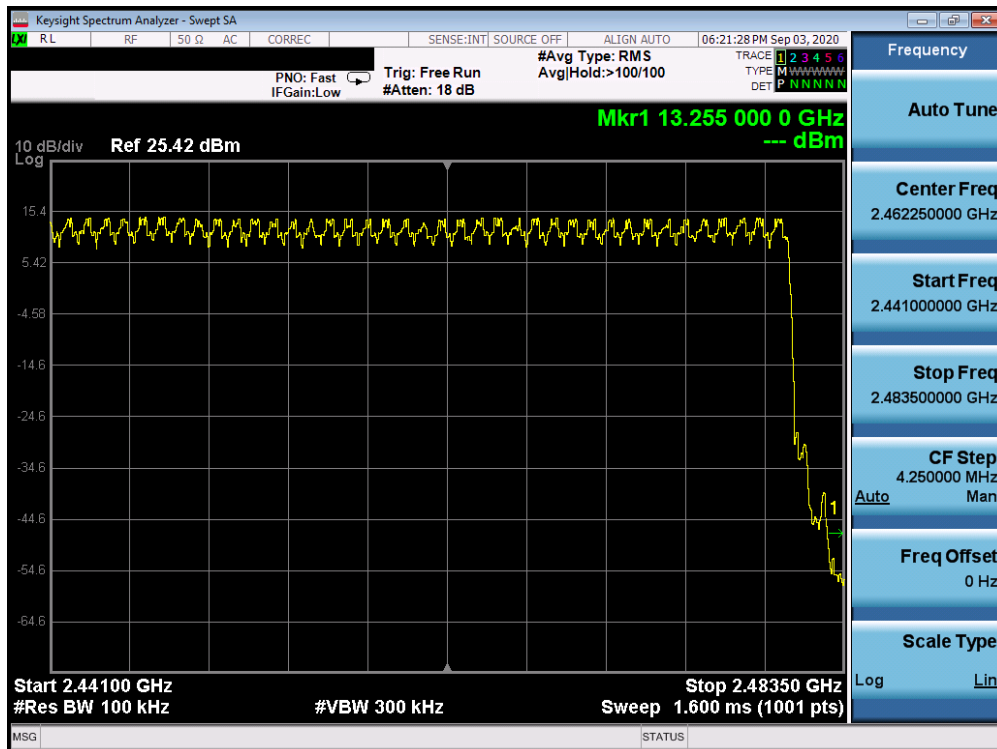 Keysight Spectrum Analyzer - Swept SA
LXI RL RF 50 Ω AC CORREC SENSE:INT SOURCE OFF ALIGN AUTO 06:21:28 PM Sep 03, 2020
Frequency
#Avg Type: RMS TRACE 1 2 3 4 5 6
PNO: Fast Trig: Free Run Avg|Hold:>100/100 TYPE M WWWWW
IFGain:Low #Atten: 18 dB DET P N N N N N
Mkr1 13.255 000 0 GHz
--- dBm
10 dB/div Ref 25.42 dBm
Log
15.4
5.42
-4.58
-14.6
-24.6
-34.6
-44.6
-54.6
-64.6
1
Start 2.44100 GHz Stop 2.48350 GHz
#Res BW 100 kHz #VBW 300 kHz Sweep 1.600 ms (1001 pts)
MSG STATUS
Auto Tune
Center Freq
2.462250000 GHz
Start Freq
2.441000000 GHz
Stop Freq
2.483500000 GHz
CF Step
4.250000 MHz
Auto Man
Freq Offset
0 Hz
Scale Type
Log Lin